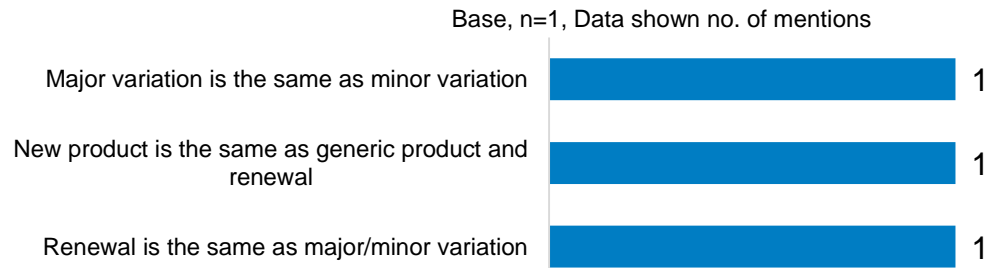 Base, n=1, Data shown no. of mentions
Major variation is the same as minor variation
1
New product is the same as generic product and
renewal
1
Renewal is the same as major/minor variation
1